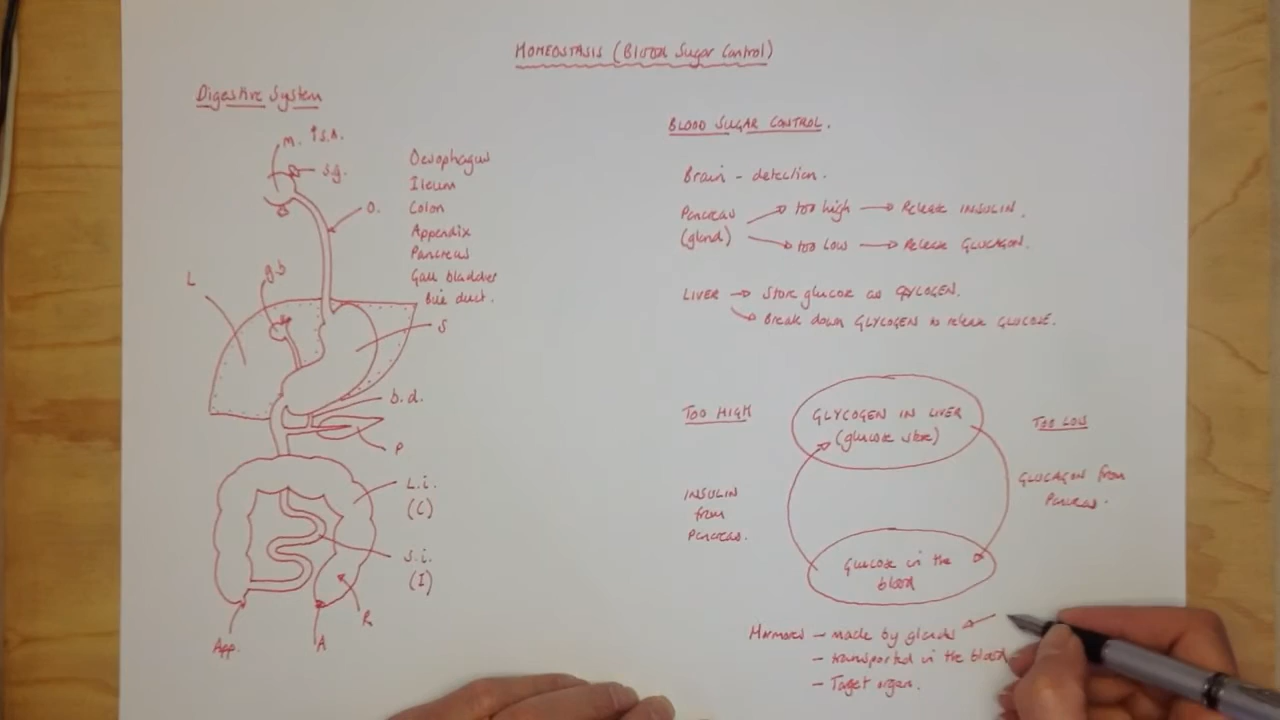 HOMEOSTASIS (Blood Sugar Control)
Digestive System
m.
s.g.
O.
Oesophagus
Ileum
Colon
Appendix
Pancreas
Gall bladder
bile duct.
L
g.b
S
b.d.
P
L.i.
(C)
S.i.
(I)
R
App.
A
BLOOD SUGAR CONTROL.
Brain - detection.
Pancreas → too high → Release INSULIN.
(gland) → too low → Release GLUCAGON.
LIVER → Store glucose as GLYCOGEN.
→ Break down GLYCOGEN to release GLUCOSE.
TOO HIGH
GLYCOGEN IN LIVER
(glucose store)
TOO LOW
INSULIN
from
Pancreas.
GLUCAGON from
Pancreas.
Glucose in the
blood
Hormones - made by glands
- transported in the blood
- Target organ.